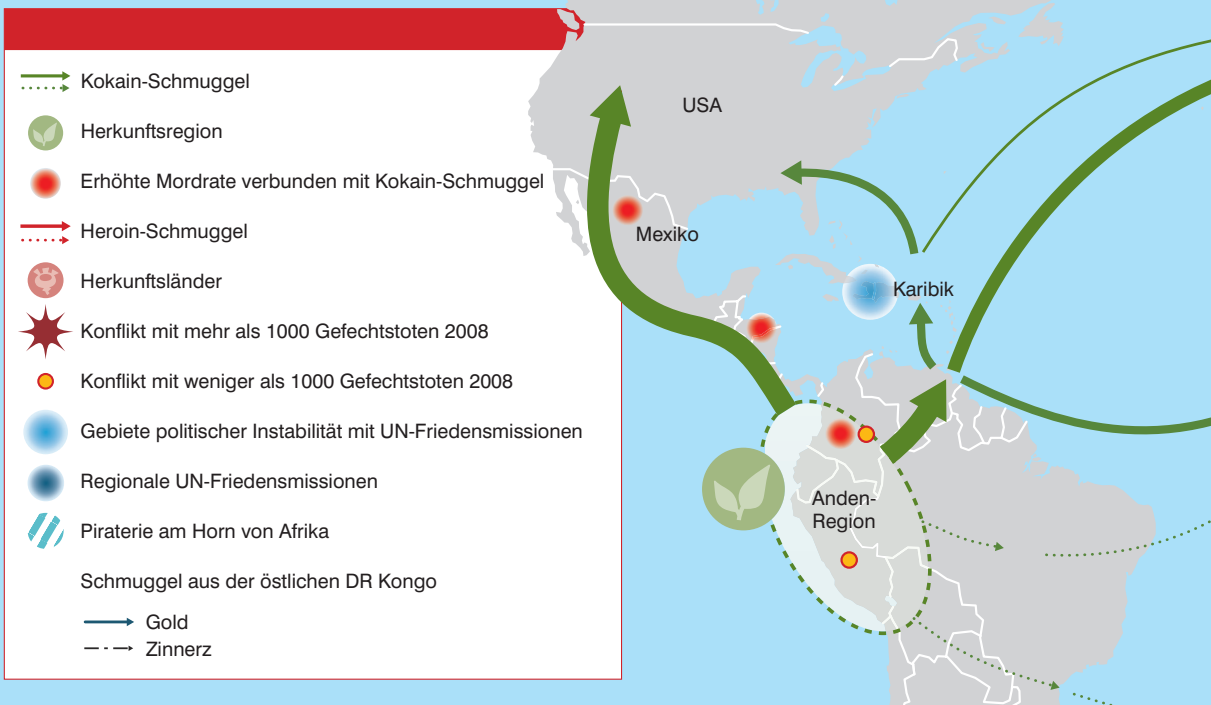 Kokain-Schmuggel
Herkunftsregion
Erhöhte Mordrate verbunden mit Kokain-Schmuggel
Heroin-Schmuggel
Herkunftsländer
Konflikt mit mehr als 1000 Gefechtstoten 2008
Konflikt mit weniger als 1000 Gefechtstoten 2008
Gebiete politischer Instabilität mit UN-Friedensmissionen
Regionale UN-Friedensmissionen
Piraterie am Horn von Afrika
Schmuggel aus der östlichen DR Kongo
Gold
Zinnerz
USA
Mexiko
Karibik
Anden-
Region